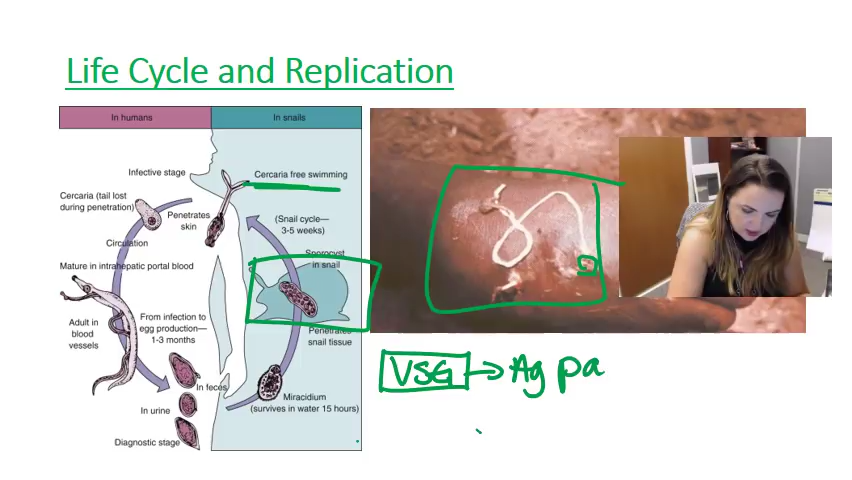 Life Cycle and Replication
In humans
In snails
Infective stage
Cercaria free swimming
Cercaria (tail lost
during penetration)
Penetrates
skin
(Snail cycle—
3-5 weeks)
Circulation
Sporocyst
in snail
Mature in intrahepatic portal blood
Adult in
blood
vessels
From infection to
egg production—
1-3 months
Penetrates
snail tissue
In feces
Miracidium
(survives in water 15 hours)
In urine
Diagnostic stage
VSG → Ag pa